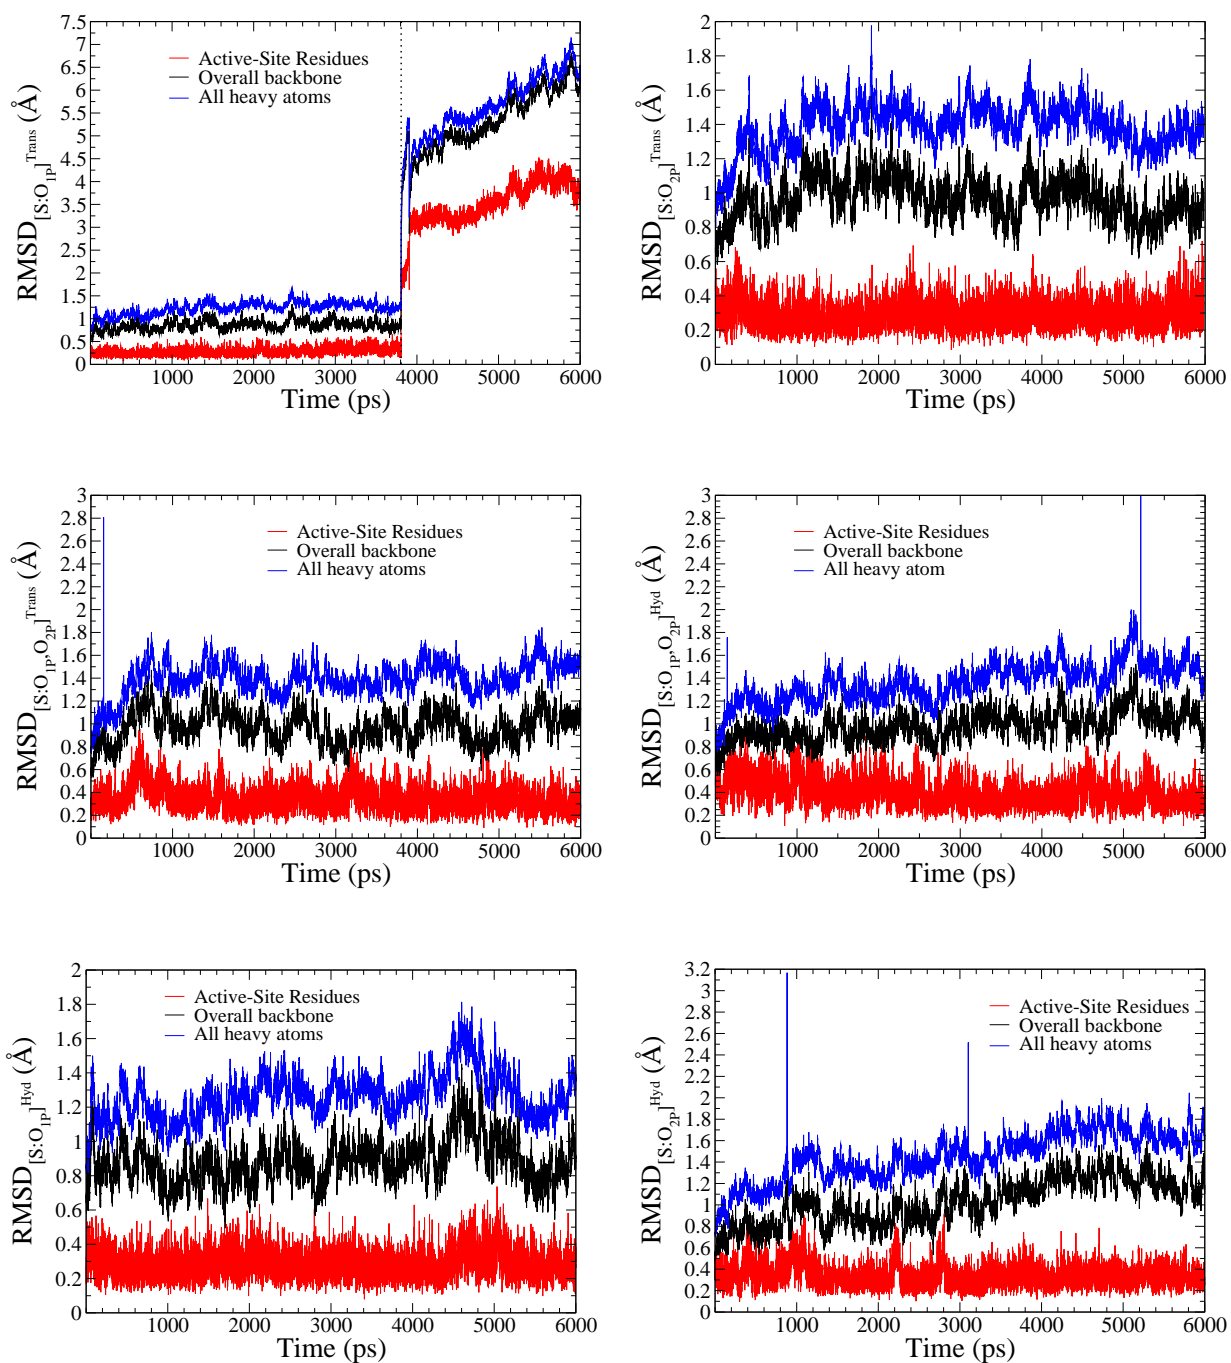 7.5
7
6.5
6
5.5
5
4.5
4
3.5
3
2.5
2
1.5
1
0.5
0
1000 2000 3000 4000 5000 6000
Time (ps)
RMSD[S:O1P]Trans (Å)
Active-Site Residues
Overall backbone
All heavy atoms
2
1.8
1.6
1.4
1.2
1
0.8
0.6
0.4
0.2
0
1000 2000 3000 4000 5000 6000
Time (ps)
RMSD[S:O2P]Trans (Å)
3
2.8
2.6
2.4
2.2
2
1.8
1.6
1.4
1.2
1
0.8
0.6
0.4
0.2
0
1000 2000 3000 4000 5000 6000
Time (ps)
RMSD[S:O1P,O2P]Trans (Å)
Active-Site Residues
Overall backbone
All heavy atoms
3
2.8
2.6
2.4
2.2
2
1.8
1.6
1.4
1.2
1
0.8
0.6
0.4
0.2
0
1000 2000 3000 4000 5000 6000
Time (ps)
RMSD[S:O1P,O2P]Hyd (Å)
Active-Site Residues
Overall backbone
All heavy atom
2
1.8
1.6
1.4
1.2
1
0.8
0.6
0.4
0.2
0
0 1000 2000 3000 4000 5000 6000
Time (ps)
RMSD[S:O1P]Hyd (Å)
Active-Site Residues
Overall backbone
All heavy atoms
3.2
3
2.8
2.6
2.4
2.2
2
1.8
1.6
1.4
1.2
1
0.8
0.6
0.4
0.2
0
1000 2000 3000 4000 5000 6000
Time (ps)
RMSD[S:O2P]Hyd (Å)
Active-Site Residues
Overall backbone
All heavy atoms